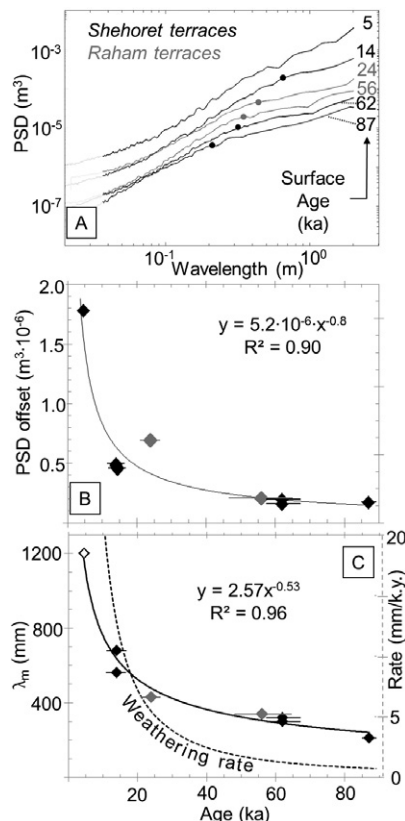 Shehoret terraces
Raham terraces
5
14
24
56
62
87
Surface
Age
(ka)
PSD (m³)
10⁻³
10⁻⁵
10⁻⁷
A
10⁻¹ Wavelength (m) 10⁰
2.0
1.5
1.0
0.5
PSD offset (m³·10⁻⁶)
y = 5.2·10⁻⁶·x⁻⁰·⁸
R² = 0.90
B
C
1200
800
400
λₘ (mm)
y = 2.57x⁻⁰·⁵³
R² = 0.96
Weathering rate
20
10
5
0
Rate (mm/k.y.)
20 40 60 80
Age (ka)